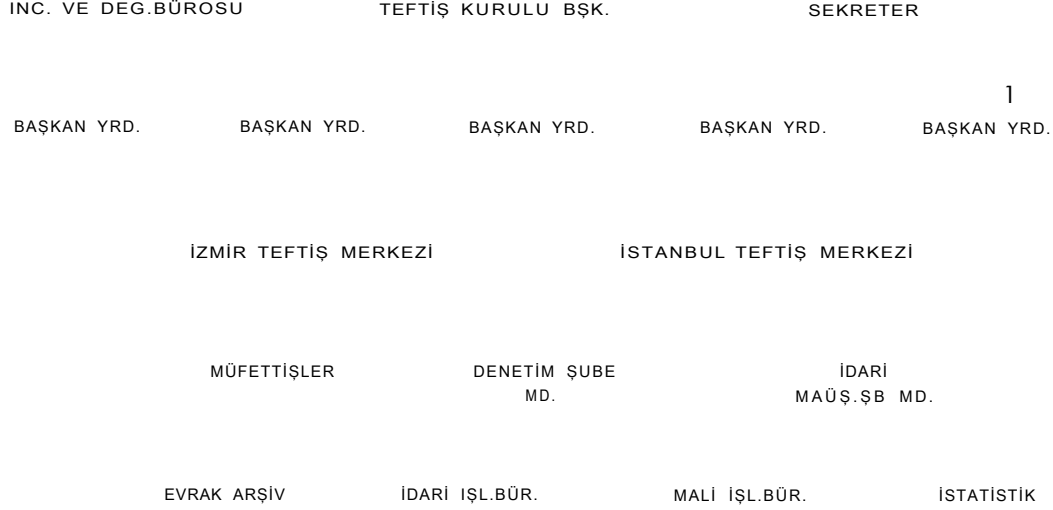 INC. VE DEG.BÜROSU TEFTİŞ KURULU BŞK. SEKRETER
1
BAŞKAN YRD. BAŞKAN YRD. BAŞKAN YRD. BAŞKAN YRD. BAŞKAN YRD.
İZMİR TEFTİŞ MERKEZİ İSTANBUL TEFTİŞ MERKEZİ
MÜFETTİŞLER DENETİM ŞUBE İDARİ
MD. MAÜŞ.ŞB MD.
EVRAK ARŞİV İDARİ IŞL.BÜR. MALİ İŞL.BÜR. İSTATİSTİK